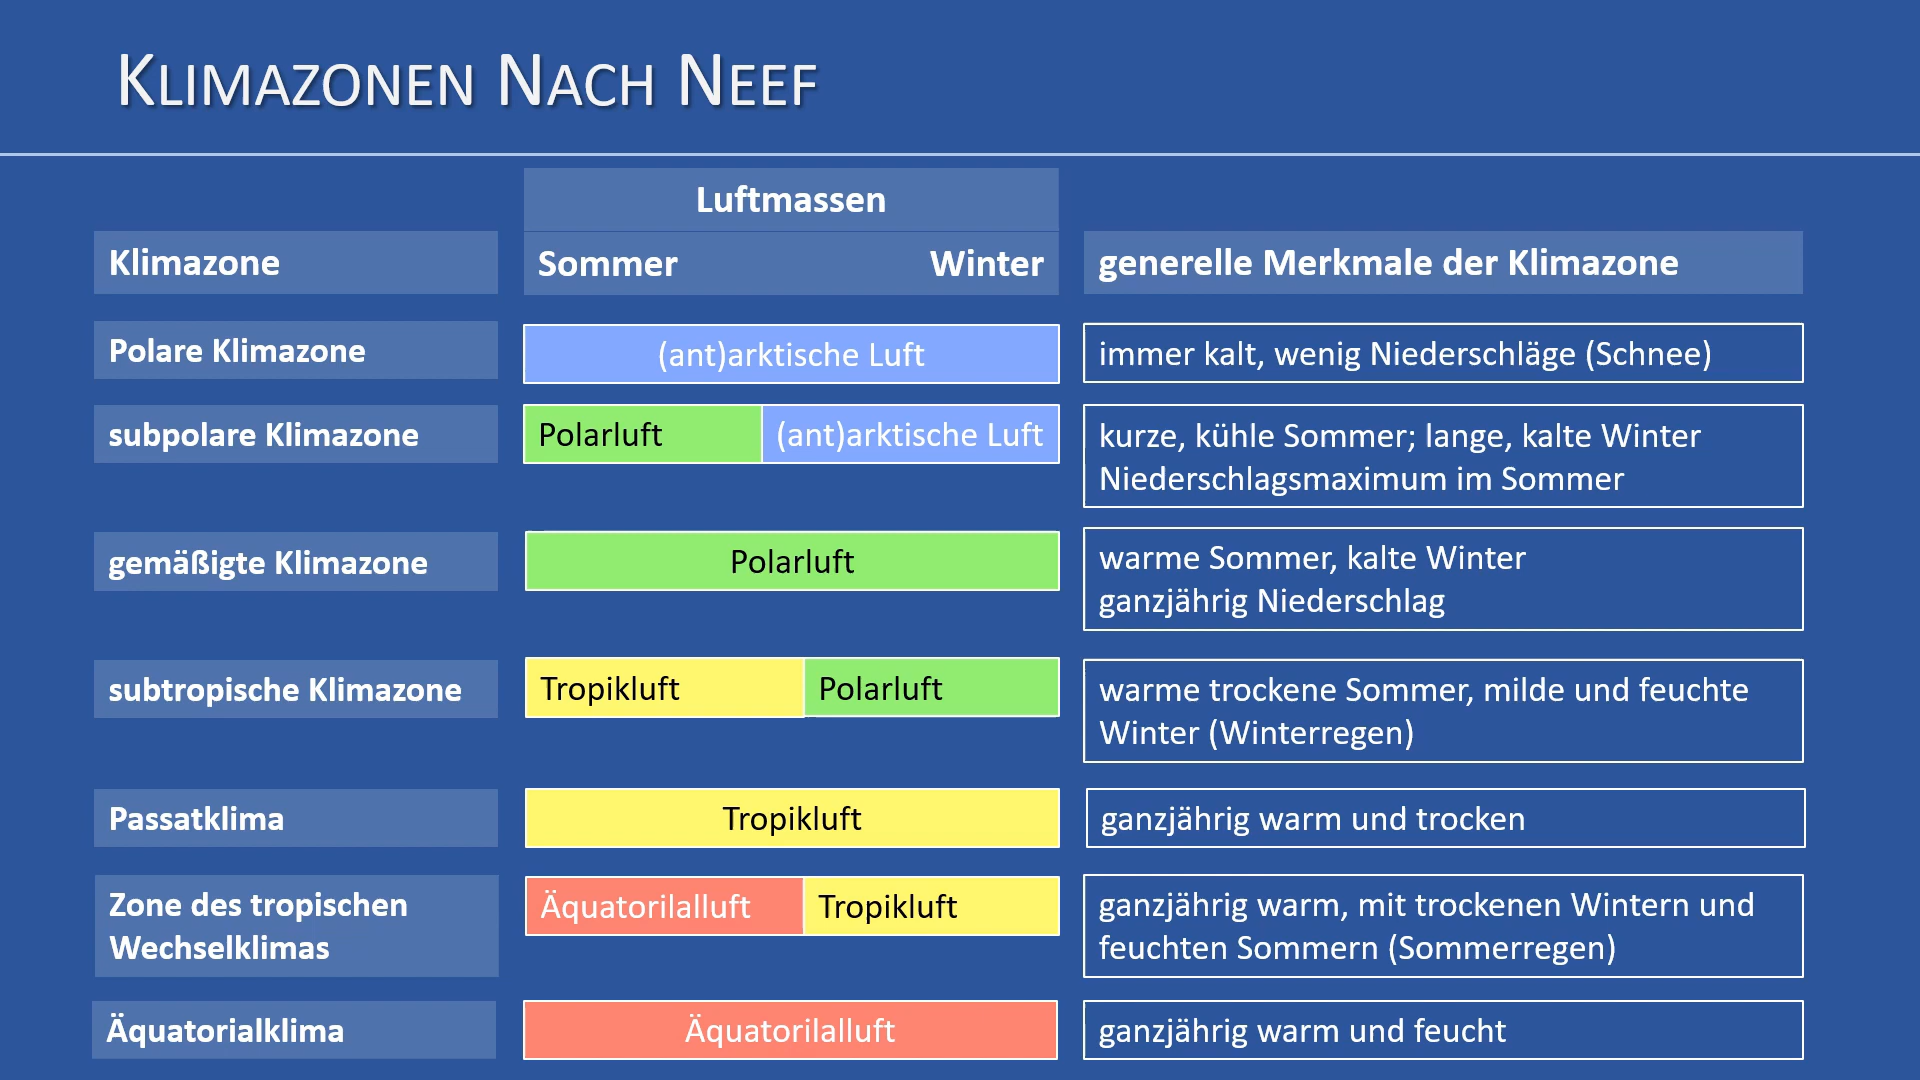 KLIMAZONEN NACH NEEF
Luftmassen
Klimazone
Sommer Winter
generelle Merkmale der Klimazone
Polare Klimazone
(ant)arktische Luft
immer kalt, wenig Niederschläge (Schnee)
subpolare Klimazone
Polarluft
(ant)arktische Luft
kurze, kühle Sommer; lange, kalte Winter
Niederschlagsmaximum im Sommer
gemäßigte Klimazone
Polarluft
warme Sommer, kalte Winter
ganzjährig Niederschlag
subtropische Klimazone
Tropikluft
Polarluft
warme trockene Sommer, milde und feuchte
Winter (Winterregen)
Passatklima
Tropikluft
ganzjährig warm und trocken
Zone des tropischen
Wechselklimas
Äquatorilalluft
Tropikluft
ganzjährig warm, mit trockenen Wintern und
feuchten Sommern (Sommerregen)
Äquatorialklima
Äquatorilalluft
ganzjährig warm und feucht